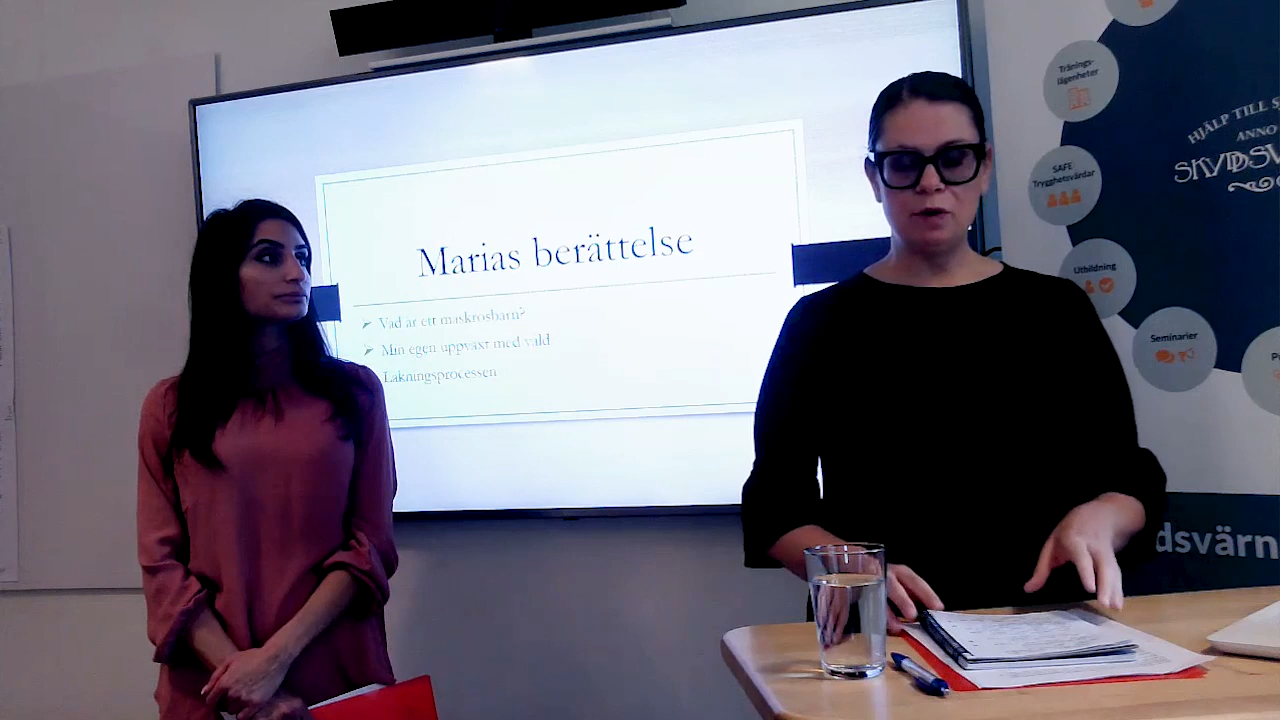 Marias berättelse
Vad är ett maskrosbarn?
Min egen uppväxt med våld
Läkningsprocessen
Tränings-
lägenheter
SAFE
Trygghetsvärdar
Utbildning
Seminarier
HJÄLP TILL
ANNO
dsvärn